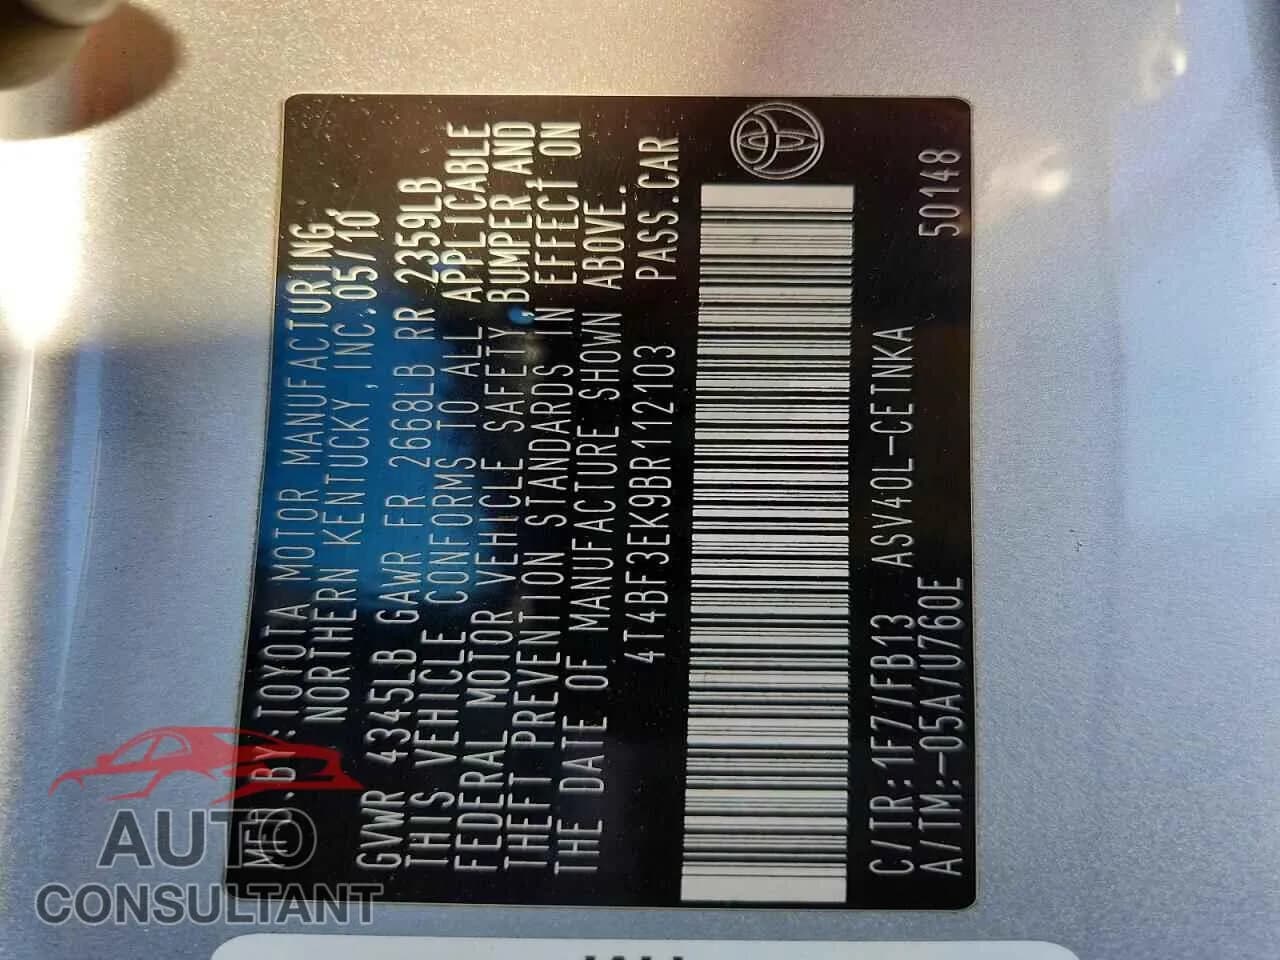 MFD.BY: TOYOTA MOTOR MANUFACTURING,
NORTHERN KENTUCKY, INC. 05/10
GVWR 4345LB GAWR FR 2668LB RR 2359LB
THIS VEHICLE CONFORMS TO ALL APPLICABLE
FEDERAL MOTOR VEHICLE SAFETY, BUMPER AND
THEFT PREVENTION STANDARDS IN EFFECT ON
THE DATE OF MANUFACTURE SHOWN ABOVE.
4T4BF3EK9BR112103 PASS.CAR
C/TR:1F7/FB13 ASV40L-CETNKA 50148
A/TM:-05A/U760E
AUTO
CONSULTANT